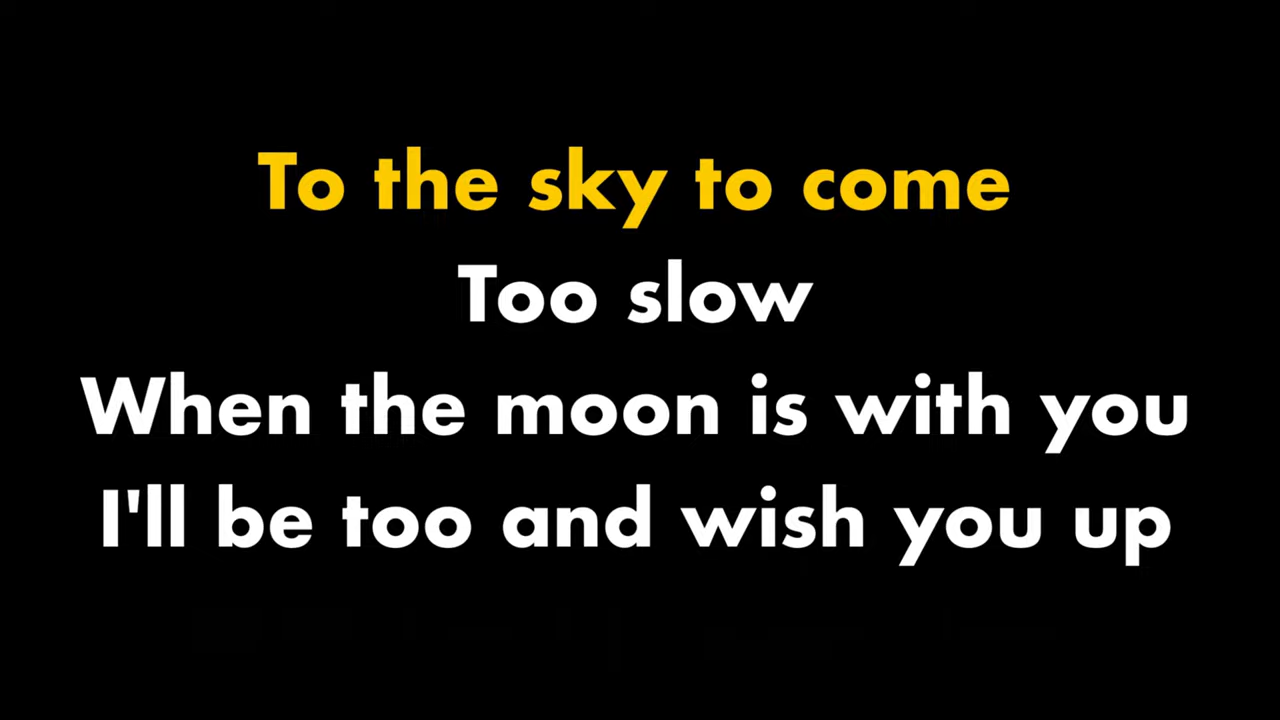 To the sky to come
Too slow
When the moon is with you
I'll be too and wish you up